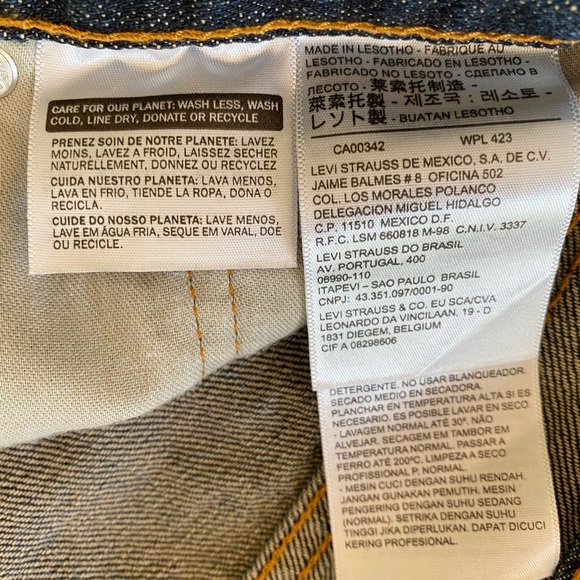 CARE FOR OUR PLANET: WASH LESS, WASH
COLD, LINE DRY, DONATE OR RECYCLE
PRENEZ SOIN DE NOTRE PLANETE: LAVEZ
MOINS, LAVEZ A FROID, LAISSEZ SECHER
NATURELLEMENT, DONNEZ OU RECYCLEZ
CUIDA NUESTRO PLANETA: LAVA MENOS,
LAVA EN FRIO, TIENDE LA ROPA, DONA O
RECICLA.
CUIDE DO NOSSO PLANETA: LAVE MENOS,
LAVE EM ÁGUA FRIA, SEQUE EM VARAL, DOE
OU RECICLE.
MADE IN LESOTHO - FABRIQUE AU
LESOTHO - FABRICADO EN LESOTHO -
FABRICADO NO LESOTO - СДЕЛАНО В
ЛЕСОТО - 莱索托制造 -
萊索托製 - 제조국 : 레소토 -
レソト製 - BUATAN LESOTHO
CA00342 WPL 423
LEVI STRAUSS DE MEXICO, S.A. DE C.V.
JAIME BALMES # 8 OFICINA 502
COL. LOS MORALES POLANCO
DELEGACION MIGUEL HIDALGO
C.P. 11510 MEXICO D.F.
R.F.C. LSM 660818 M-98 C.N.I.V. 3337
LEVI STRAUSS DO BRASIL
AV. PORTUGAL, 400
06990-110
ITAPEVI – SAO PAULO BRASIL
CNPJ: 43.351.097/0001-90
LEVI STRAUSS & CO. EU SCA/CVA
LEONARDO DA VINCILAAN, 19 - D
1831 DIEGEM, BELGIUM
CIF A 08298606
DETERGENTE. NO USAR BLANQUEADOR.
SECADO MEDIO EN SECADORA.
PLANCHAR EN TEMPERATURA ALTA SI ES
NECESARIO. ES POSIBLE LAVAR EN SECO.
- LAVAGEM NORMAL ATÉ 30º. NÃO
ALVEJAR. SECAGEM EM TAMBOR EM
TEMPERATURA NORMAL. PASSAR A
FERRO ATÉ 200ºC. LIMPEZA A SECO
PROFISSIONAL P, NORMAL.
- MESIN CUCI DENGAN SUHU RENDAH.
JANGAN GUNAKAN PEMUTIH. MESIN
PENGERING DENGAN SUHU SEDANG
(NORMAL). SETRIKA DENGAN SUHU
TINGGI JIKA DIPERLUKAN. DAPAT DICUCI
KERING